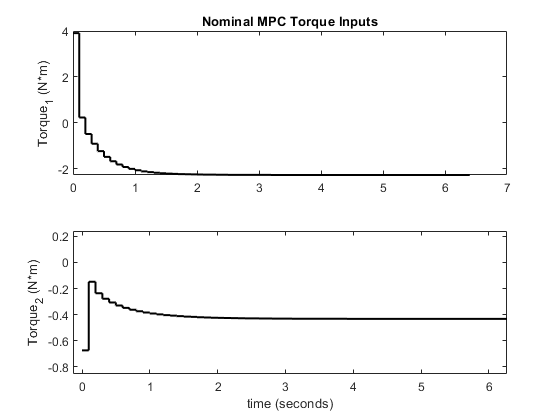 Nominal MPC Torque Inputs
4
2
0
-2
Torque1 (N*m)
0 1 2 3 4 5 6 7
0.2
0
-0.2
-0.4
-0.6
-0.8
Torque2 (N*m)
0 1 2 3 4 5 6
time (seconds)